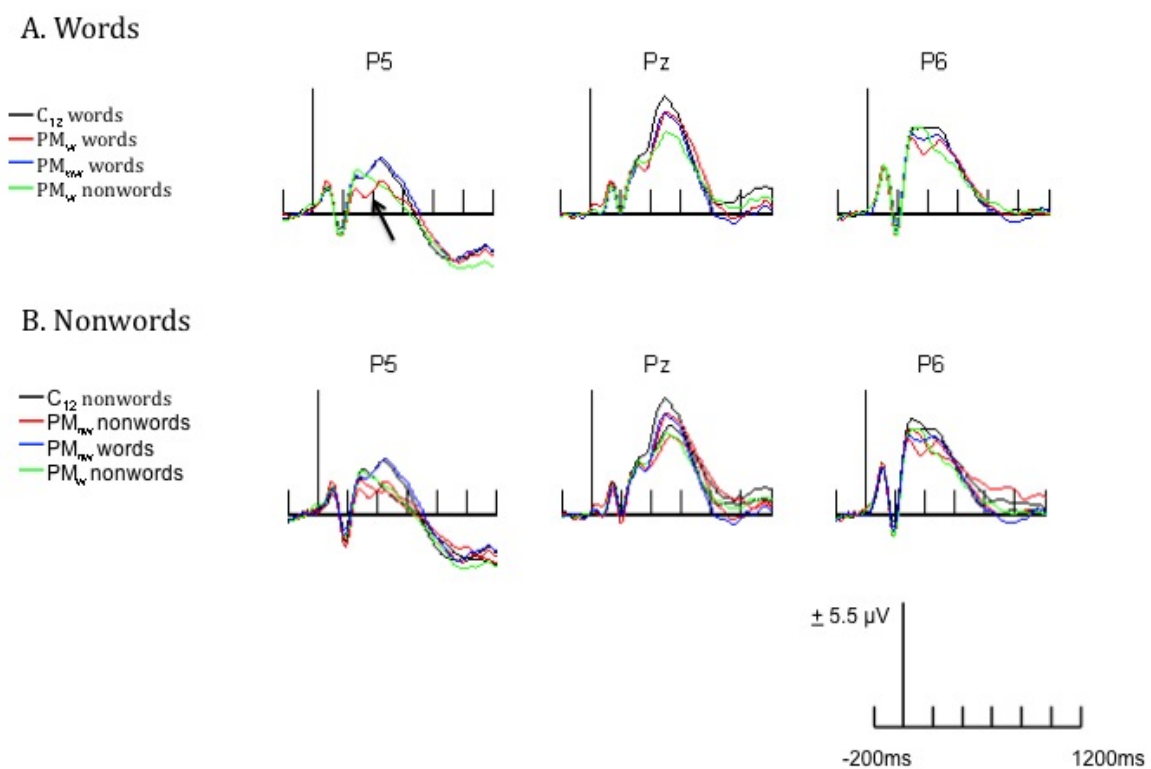 A. Words
P5 Pz P6
C₁₂ words
PMw words
PMnw words
PMw nonwords
B. Nonwords
P5 Pz P6
C₁₂ nonwords
PMnw nonwords
PMnw words
PMw nonwords
± 5.5 µV
-200ms 1200ms